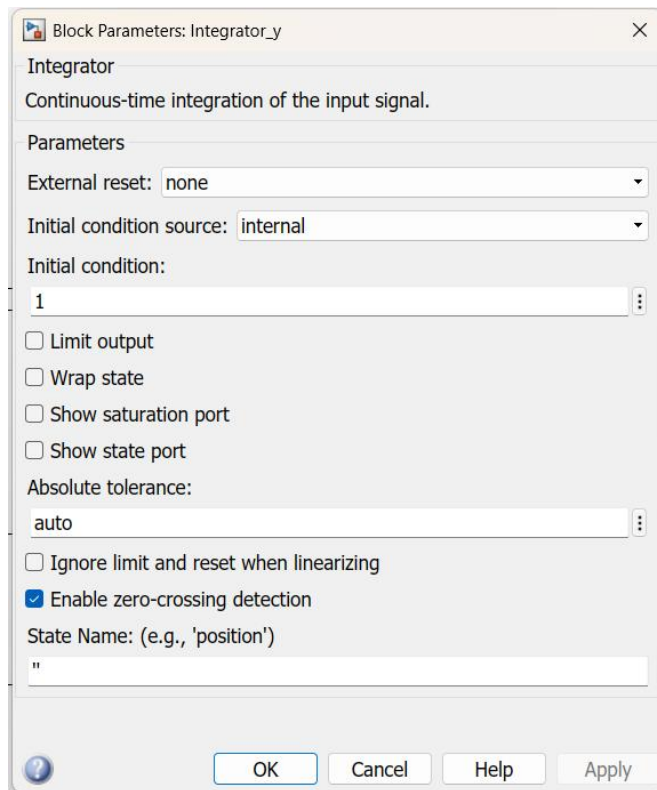 Block Parameters: Integrator_y
Integrator
Continuous-time integration of the input signal.
Parameters
External reset: none
Initial condition source: internal
Initial condition:
1
Limit output
Wrap state
Show saturation port
Show state port
Absolute tolerance:
auto
Ignore limit and reset when linearizing
Enable zero-crossing detection
State Name: (e.g., 'position')
''
OK Cancel Help Apply